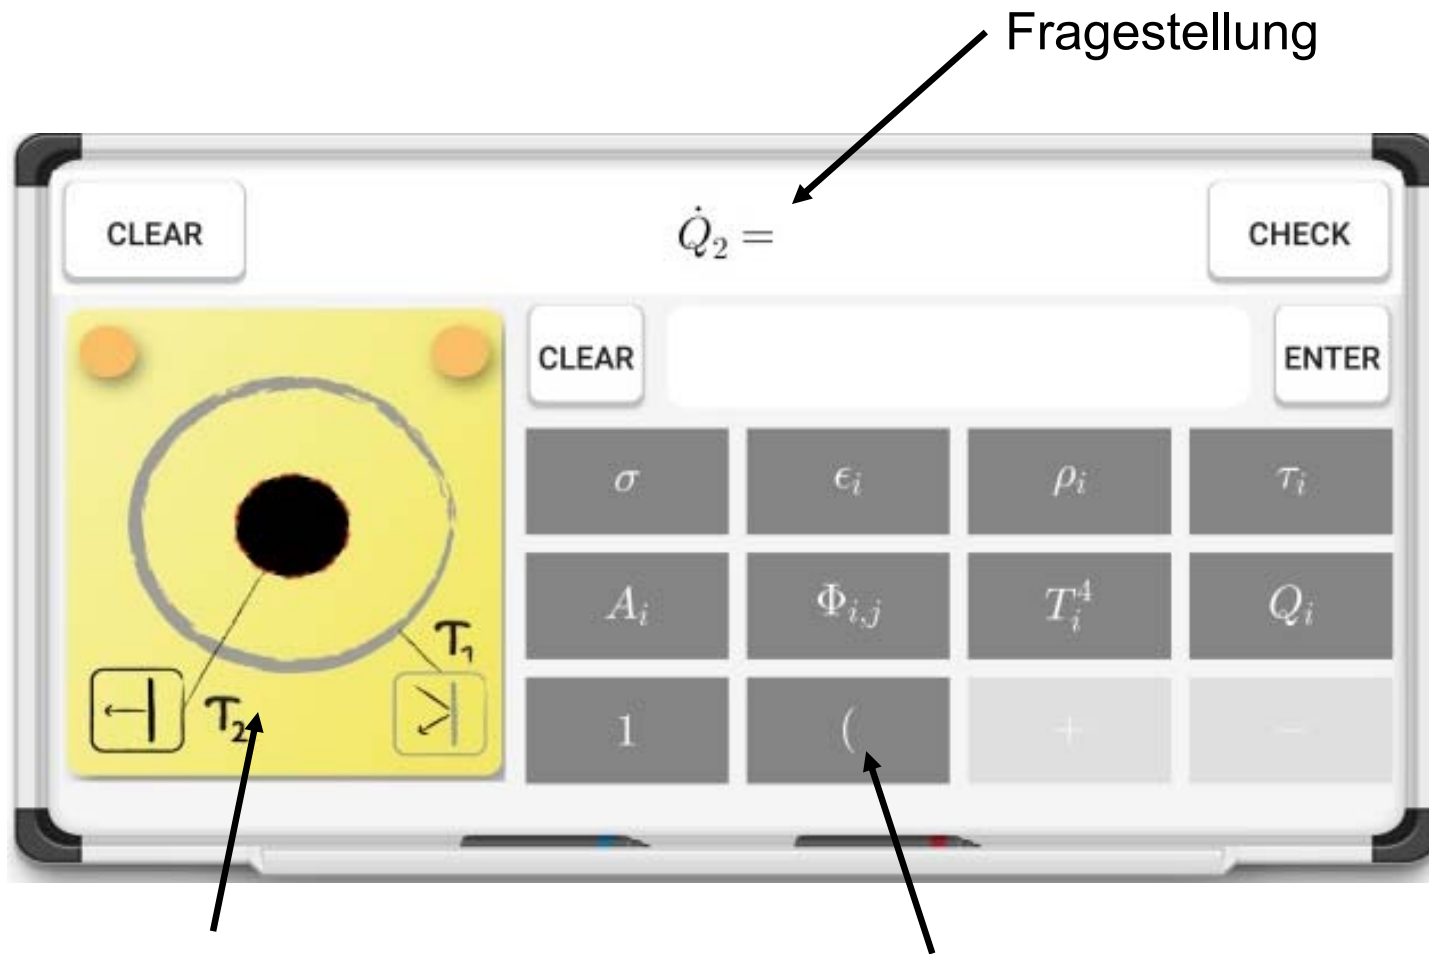 Fragestellung
CLEAR
Q̇₂ =
CHECK
CLEAR
ENTER
σ
ϵᵢ
ρᵢ
τᵢ
Aᵢ
Φᵢ,ⱼ
Tᵢ⁴
Qᵢ
1
(
+
−
T₁
T₂